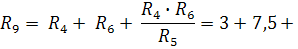 R₉ = R₄ + R₆ + (R₄ · R₆)/R₅ = 3 + 7,5 +